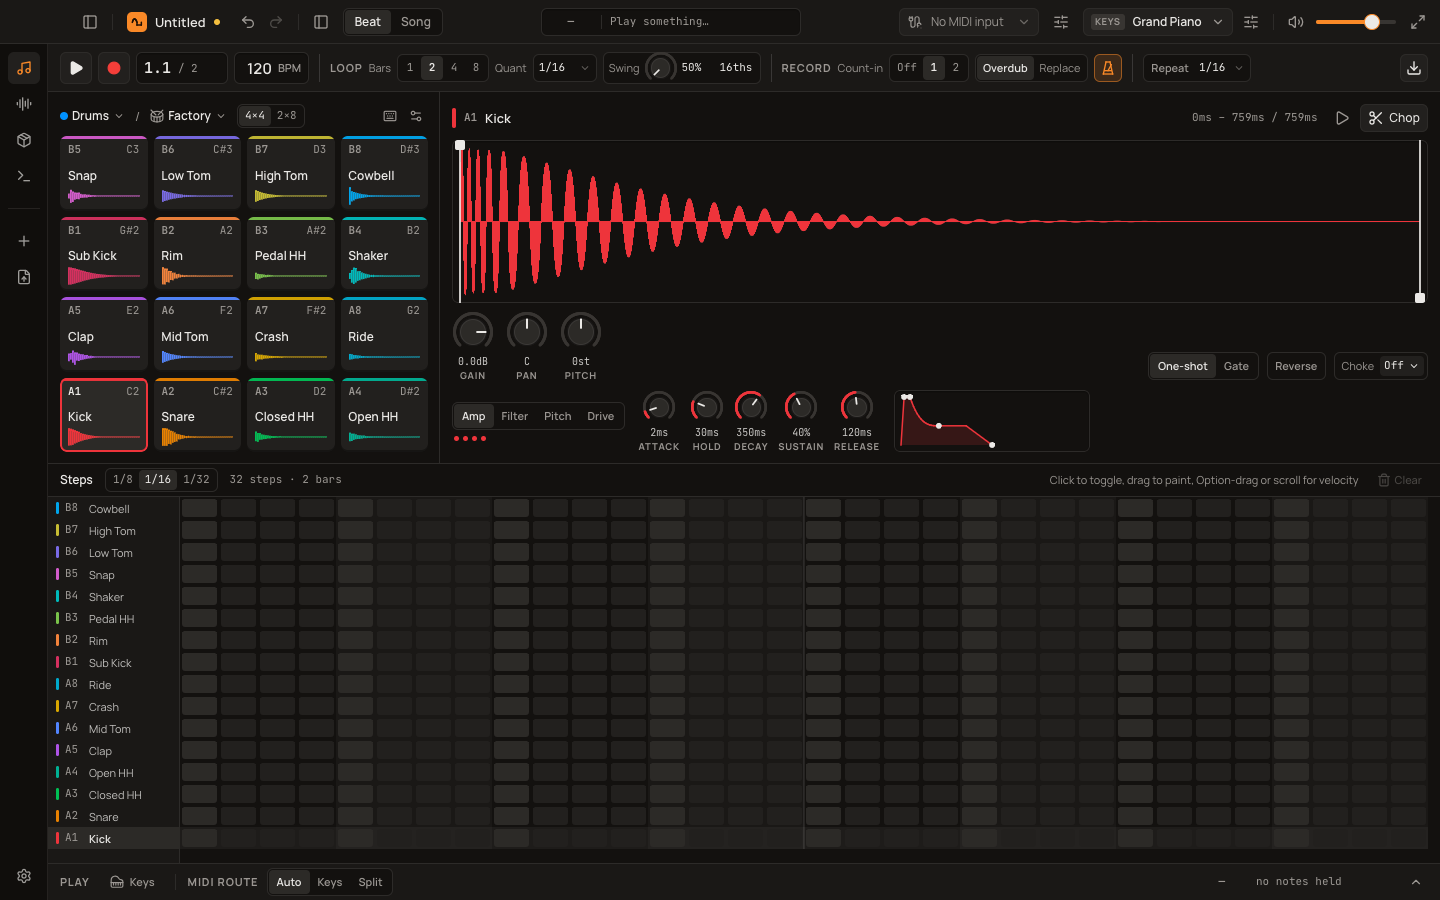 Untitled Beat Song – Play something… No MIDI input KEYS Grand Piano
1.1 / 2 120 BPM LOOP Bars 1 2 4 8 Quant 1/16 Swing 50% 16ths RECORD Count-in Off 1 2 Overdub Replace Repeat 1/16
Drums / Factory 4×4 2×8
A1 Kick 0ms – 759ms / 759ms Chop
B5 C3 B6 C#3 B7 D3 B8 D#3
Snap Low Tom High Tom Cowbell
B1 G#2 B2 A2 B3 A#2 B4 B2
Sub Kick Rim Pedal HH Shaker
A5 E2 A6 F2 A7 F#2 A8 G2
Clap Mid Tom Crash Ride
A1 C2 A2 C#2 A3 D2 A4 D#2
Kick Snare Closed HH Open HH
0.0dB C 0st
GAIN PAN PITCH
One-shot Gate Reverse Choke Off
Amp Filter Pitch Drive
2ms 30ms 350ms 40% 120ms
ATTACK HOLD DECAY SUSTAIN RELEASE
Steps 1/8 1/16 1/32 32 steps · 2 bars Click to toggle, drag to paint, Option-drag or scroll for velocity Clear
B8 Cowbell
B7 High Tom
B6 Low Tom
B5 Snap
B4 Shaker
B3 Pedal HH
B2 Rim
B1 Sub Kick
A8 Ride
A7 Crash
A6 Mid Tom
A5 Clap
A4 Open HH
A3 Closed HH
A2 Snare
A1 Kick
PLAY Keys MIDI ROUTE Auto Keys Split – no notes held